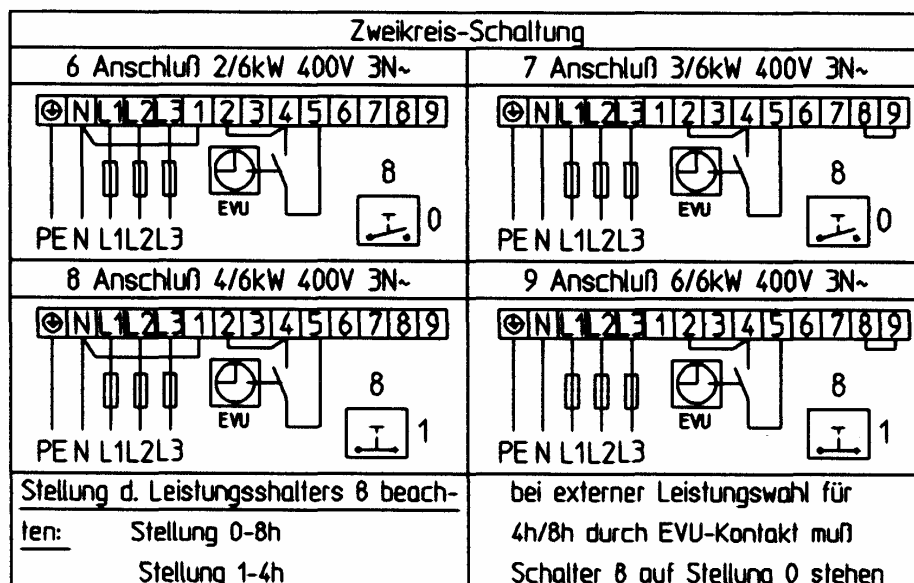 Zweikreis-Schaltung
6 Anschluß 2/6kW 400V 3N~
N L1 L2 L3 1 2 3 4 5 6 7 8 9
EVU
8
0
PE N L1 L2 L3
7 Anschluß 3/6kW 400V 3N~
N L1 L2 L3 1 2 3 4 5 6 7 8 9
EVU
8
0
PE N L1 L2 L3
8 Anschluß 4/6kW 400V 3N~
N L1 L2 L3 1 2 3 4 5 6 7 8 9
EVU
8
1
PE N L1 L2 L3
9 Anschluß 6/6kW 400V 3N~
N L1 L2 L3 1 2 3 4 5 6 7 8 9
EVU
8
1
PE N L1 L2 L3
Stellung d. Leistungsshalters 8 beach-
ten: Stellung 0-8h
Stellung 1-4h
bei externer Leistungswahl für
4h/8h durch EVU-Kontakt muß
Schalter 8 auf Stellung 0 stehen